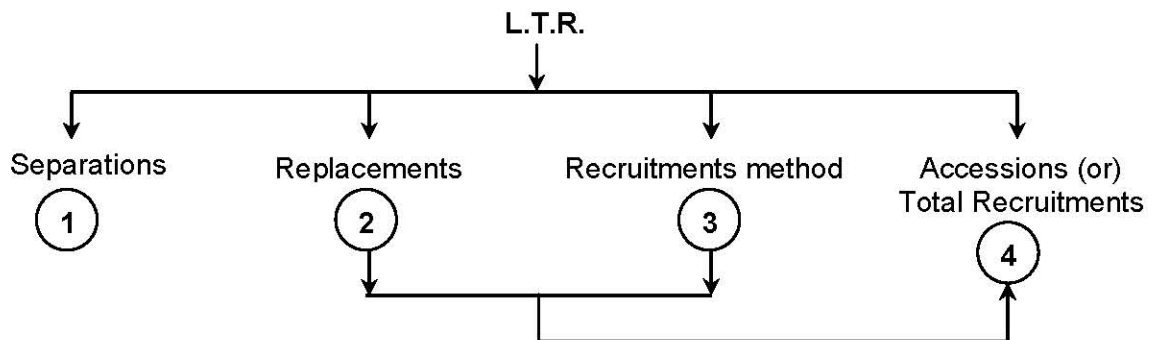 L.T.R.
Separations
1
Replacements
2
Recruitments method
3
Accessions (or)
Total Recruitments
4